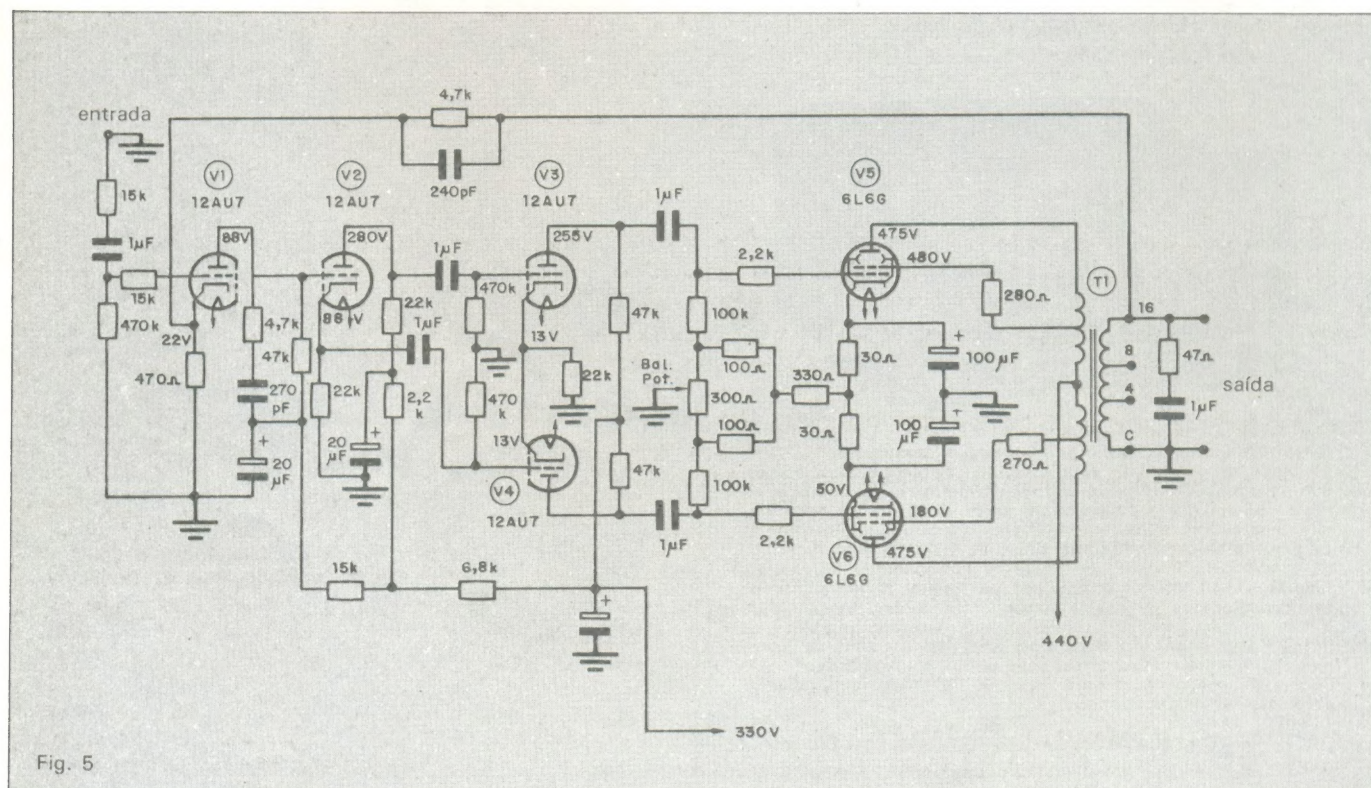 entrada
15k
1µF
15k
470k
V1
12AU7
88V
22V
470Ω
4,7k
270
pF
20
µF
47k
4,7k
240pF
V2
12AU7
280V
88V
22k
22k
1µF
1µF
20
µF
2,2
k
15k
6,8k
V3
12AU7
255V
470k
470
k
13V
22k
13V
V4
12AU7
47k
47k
1µF
1µF
100k
100Ω
Bal.
Pot.
300Ω
100Ω
100k
2,2k
2,2k
330Ω
V5
6L6G
475V
480V
280Ω
30Ω
30Ω
100µF
100
µF
50V
180V
270Ω
V6
6L6G
475V
T1
16
8
4
C
47Ω
1µF
saída
440V
330V
Fig. 5